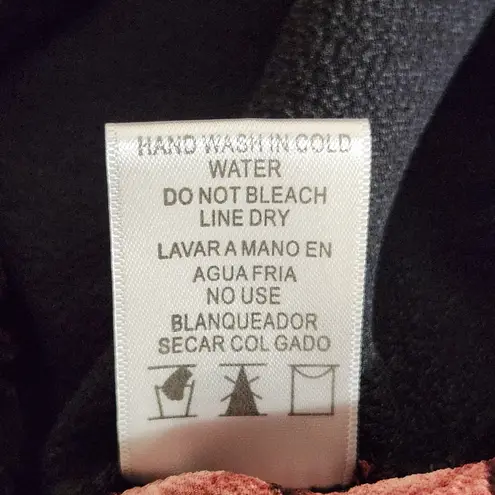 HAND WASH IN COLD
WATER
DO NOT BLEACH
LINE DRY
LAVAR A MANO EN
AGUA FRIA
NO USE
BLANQUEADOR
SECAR COL GADO